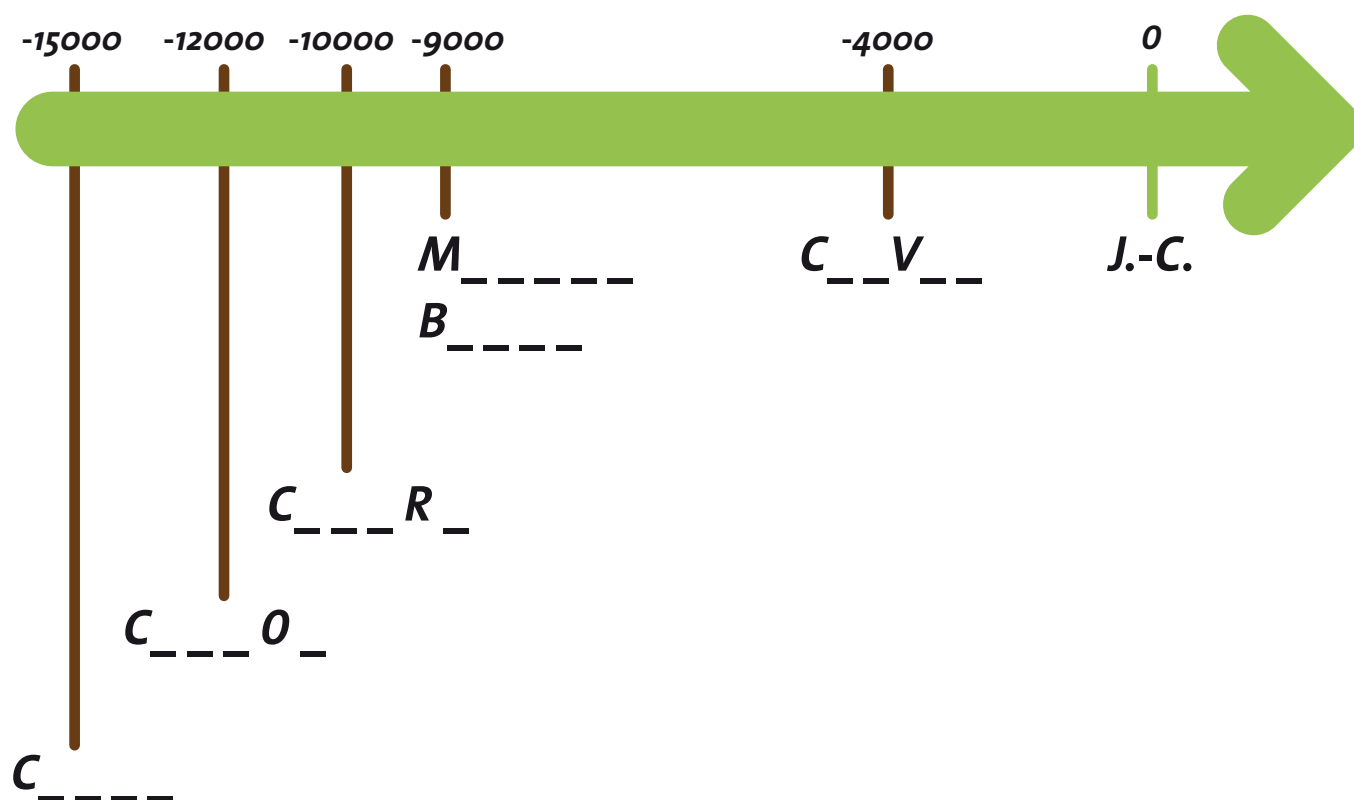 -15000 -12000 -10000 -9000 -4000 0
M_ _ _ _ _
C_ _V_ _
J.-C.
B_ _ _ _
C_ _ _ R _
C_ _ _ O _
C_ _ _ _